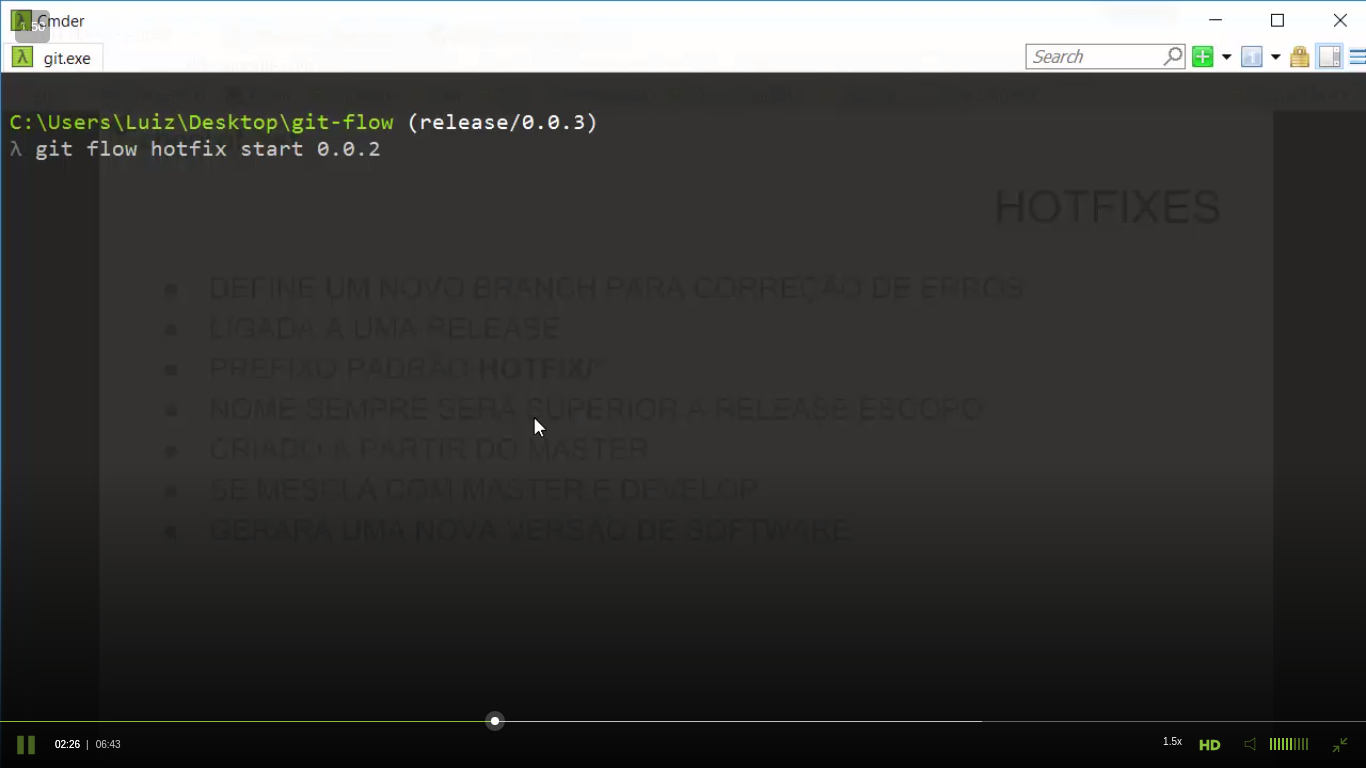 1.50
Cmder
git.exe
Search
C:\Users\Luiz\Desktop\git-flow (release/0.0.3)
λ git flow hotfix start 0.0.2
HOTFIXES
DEFINE UM NOVO BRANCH PARA CORREÇÃO DE ERROS
LIGADA A UMA RELEASE
PREFIXO PADRÃO HOTFIX/*
NOME SEMPRE SERÁ SUPERIOR A RELEASE ESCOPO
CRIADO A PARTIR DO MASTER
SE MESCLA COM MASTER E DEVELOP
GERARÁ UMA NOVA VERSÃO DE SOFTWARE
02:26 | 06:43
1.5x
HD